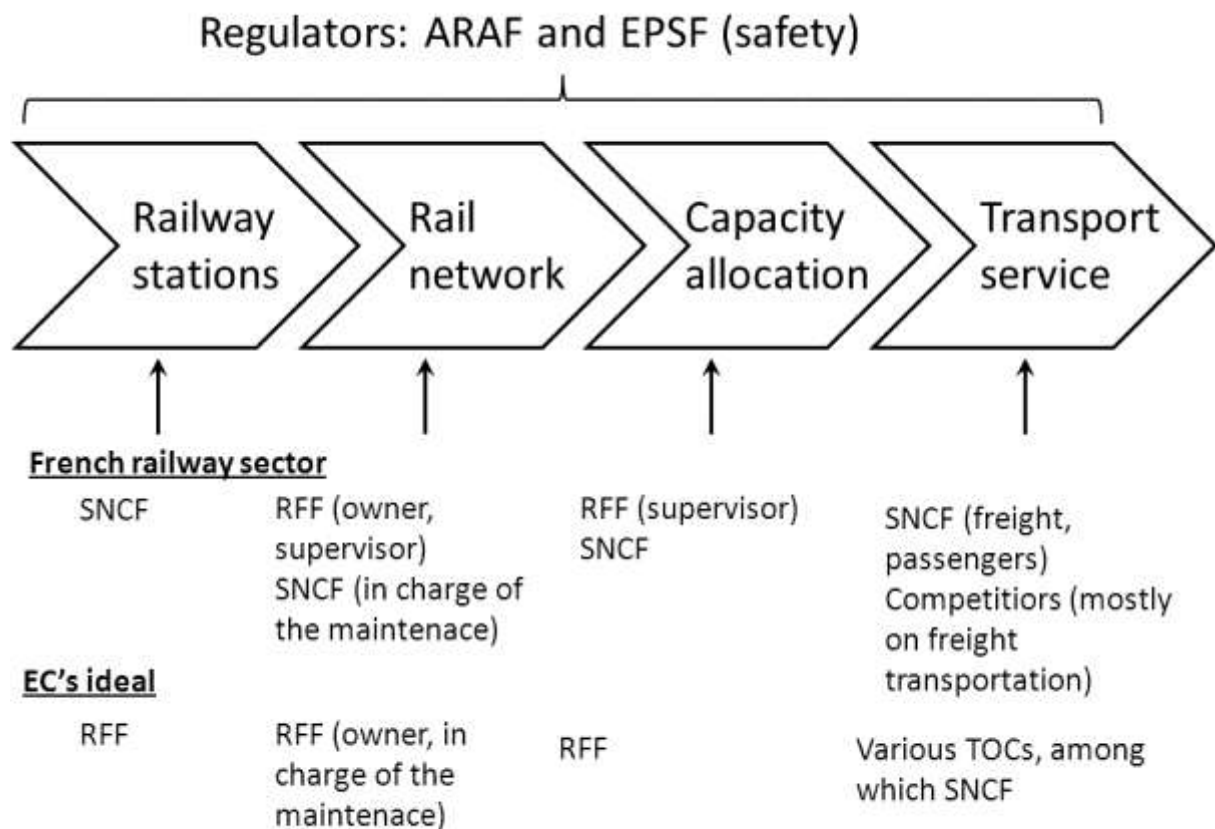 Regulators: ARAF and EPSF (safety)
Railway
stations
Rail
network
Capacity
allocation
Transport
service
French railway sector
SNCF
RFF (owner,
supervisor)
SNCF (in charge of
the maintenace)
RFF (supervisor)
SNCF
SNCF (freight,
passengers)
Competitiors (mostly
on freight
transportation)
EC’s ideal
RFF
RFF (owner, in
charge of the
maintenace)
RFF
Various TOCs, among
which SNCF